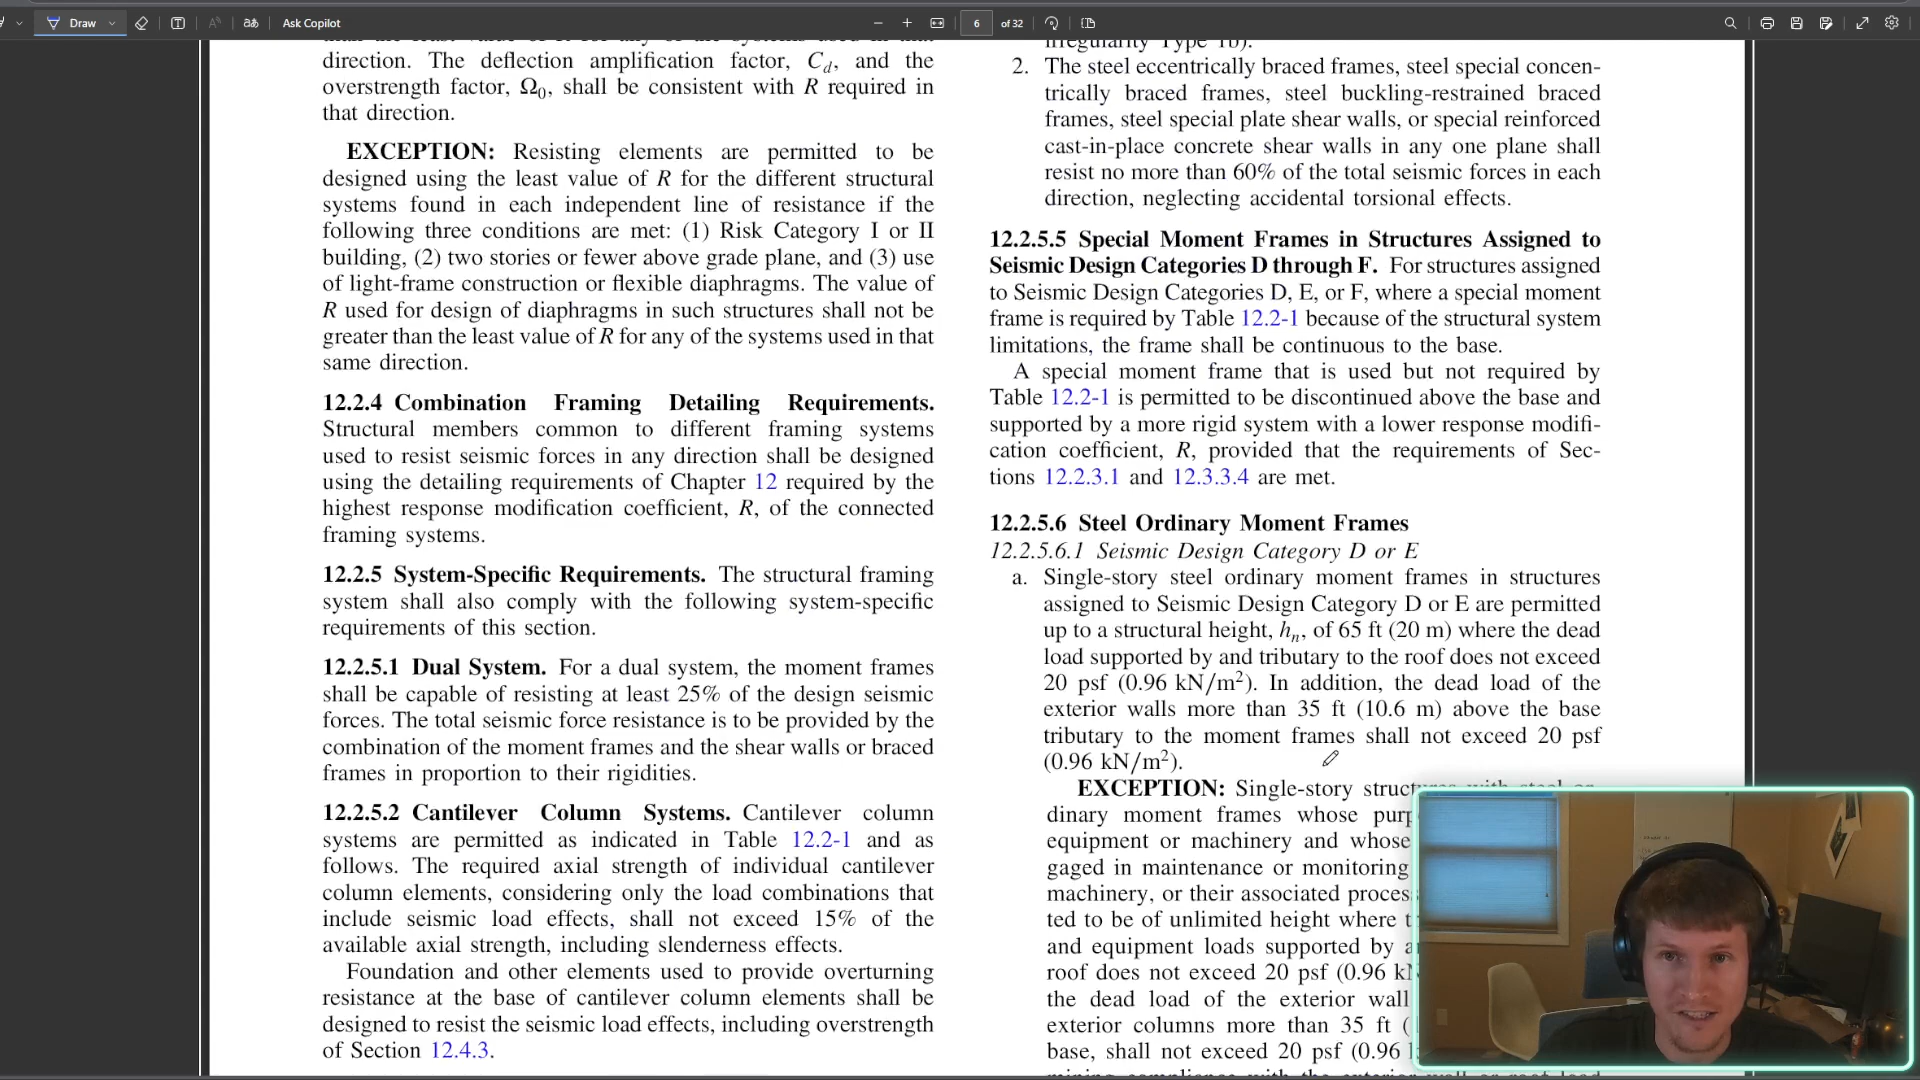 Draw
Ask Copilot
6
of 32
direction. The deflection amplification factor, Cd, and the
overstrength factor, Ω0, shall be consistent with R required in
that direction.
EXCEPTION: Resisting elements are permitted to be
designed using the least value of R for the different structural
systems found in each independent line of resistance if the
following three conditions are met: (1) Risk Category I or II
building, (2) two stories or fewer above grade plane, and (3) use
of light-frame construction or flexible diaphragms. The value of
R used for design of diaphragms in such structures shall not be
greater than the least value of R for any of the systems used in that
same direction.
12.2.4 Combination Framing Detailing Requirements.
Structural members common to different framing systems
used to resist seismic forces in any direction shall be designed
using the detailing requirements of Chapter 12 required by the
highest response modification coefficient, R, of the connected
framing systems.
12.2.5 System-Specific Requirements. The structural framing
system shall also comply with the following system-specific
requirements of this section.
12.2.5.1 Dual System. For a dual system, the moment frames
shall be capable of resisting at least 25% of the design seismic
forces. The total seismic force resistance is to be provided by the
combination of the moment frames and the shear walls or braced
frames in proportion to their rigidities.
12.2.5.2 Cantilever Column Systems. Cantilever column
systems are permitted as indicated in Table 12.2-1 and as
follows. The required axial strength of individual cantilever
column elements, considering only the load combinations that
include seismic load effects, shall not exceed 15% of the
available axial strength, including slenderness effects.
Foundation and other elements used to provide overturning
resistance at the base of cantilever column elements shall be
designed to resist the seismic load effects, including overstrength
of Section 12.4.3.
irregularity Type 1b).
2. The steel eccentrically braced frames, steel special concen-
trically braced frames, steel buckling-restrained braced
frames, steel special plate shear walls, or special reinforced
cast-in-place concrete shear walls in any one plane shall
resist no more than 60% of the total seismic forces in each
direction, neglecting accidental torsional effects.
12.2.5.5 Special Moment Frames in Structures Assigned to
Seismic Design Categories D through F. For structures assigned
to Seismic Design Categories D, E, or F, where a special moment
frame is required by Table 12.2-1 because of the structural system
limitations, the frame shall be continuous to the base.
A special moment frame that is used but not required by
Table 12.2-1 is permitted to be discontinued above the base and
supported by a more rigid system with a lower response modifi-
cation coefficient, R, provided that the requirements of Sec-
tions 12.2.3.1 and 12.3.3.4 are met.
12.2.5.6 Steel Ordinary Moment Frames
12.2.5.6.1 Seismic Design Category D or E
a. Single-story steel ordinary moment frames in structures
assigned to Seismic Design Category D or E are permitted
up to a structural height, hn, of 65 ft (20 m) where the dead
load supported by and tributary to the roof does not exceed
20 psf (0.96 kN/m2). In addition, the dead load of the
exterior walls more than 35 ft (10.6 m) above the base
tributary to the moment frames shall not exceed 20 psf
(0.96 kN/m2).
EXCEPTION: Single-story struct
dinary moment frames whose purp
equipment or machinery and whose
gaged in maintenance or monitoring
machinery, or their associated proces
ted to be of unlimited height where
and equipment loads supported by
roof does not exceed 20 psf (0.96
the dead load of the exterior wall
exterior columns more than 35 ft (
base, shall not exceed 20 psf (0.96